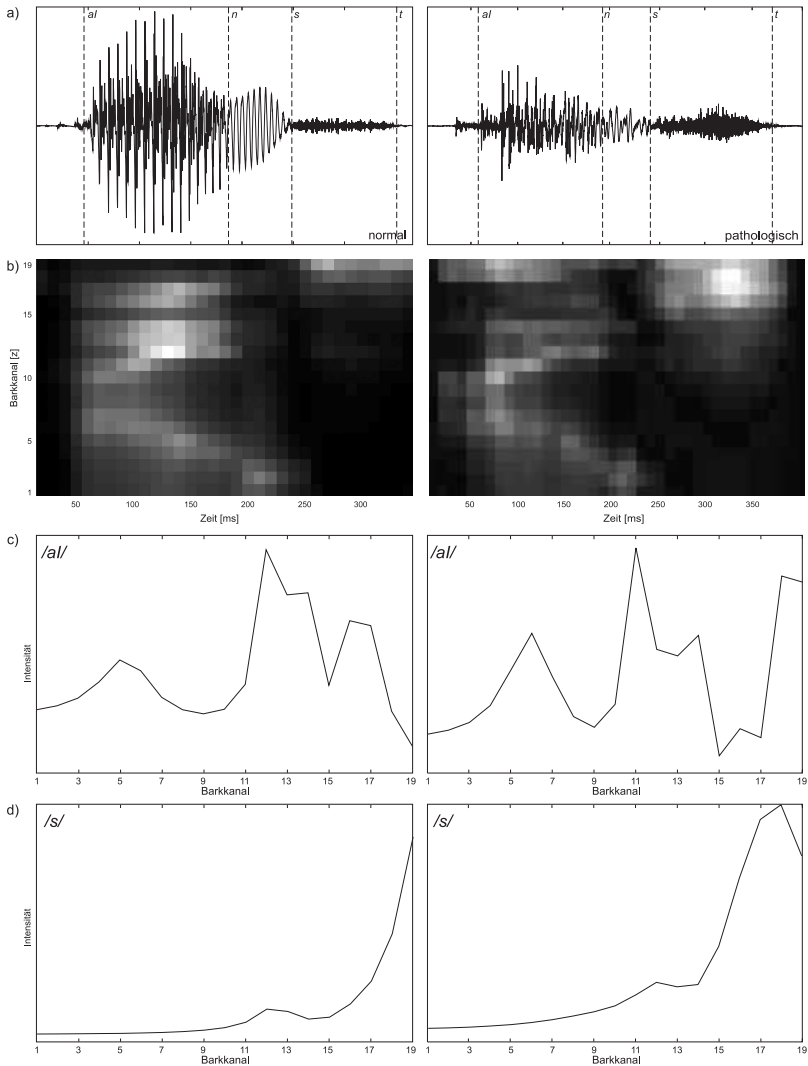 a)
aI n s t
aI n s t
normal
pathologisch
b)
19
15
10
5
1
Barkkanal [z]
50 100 150 200 250 300
50 100 150 200 250 300 350
Zeit [ms]
Zeit [ms]
c)
/aI/
/aI/
Intensität
1 3 5 7 9 11 13 15 17 19
1 3 5 7 9 11 13 15 17 19
Barkkanal
Barkkanal
d)
/s/
/s/
Intensität
1 3 5 7 9 11 13 15 17 19
1 3 5 7 9 11 13 15 17 19
Barkkanal
Barkkanal